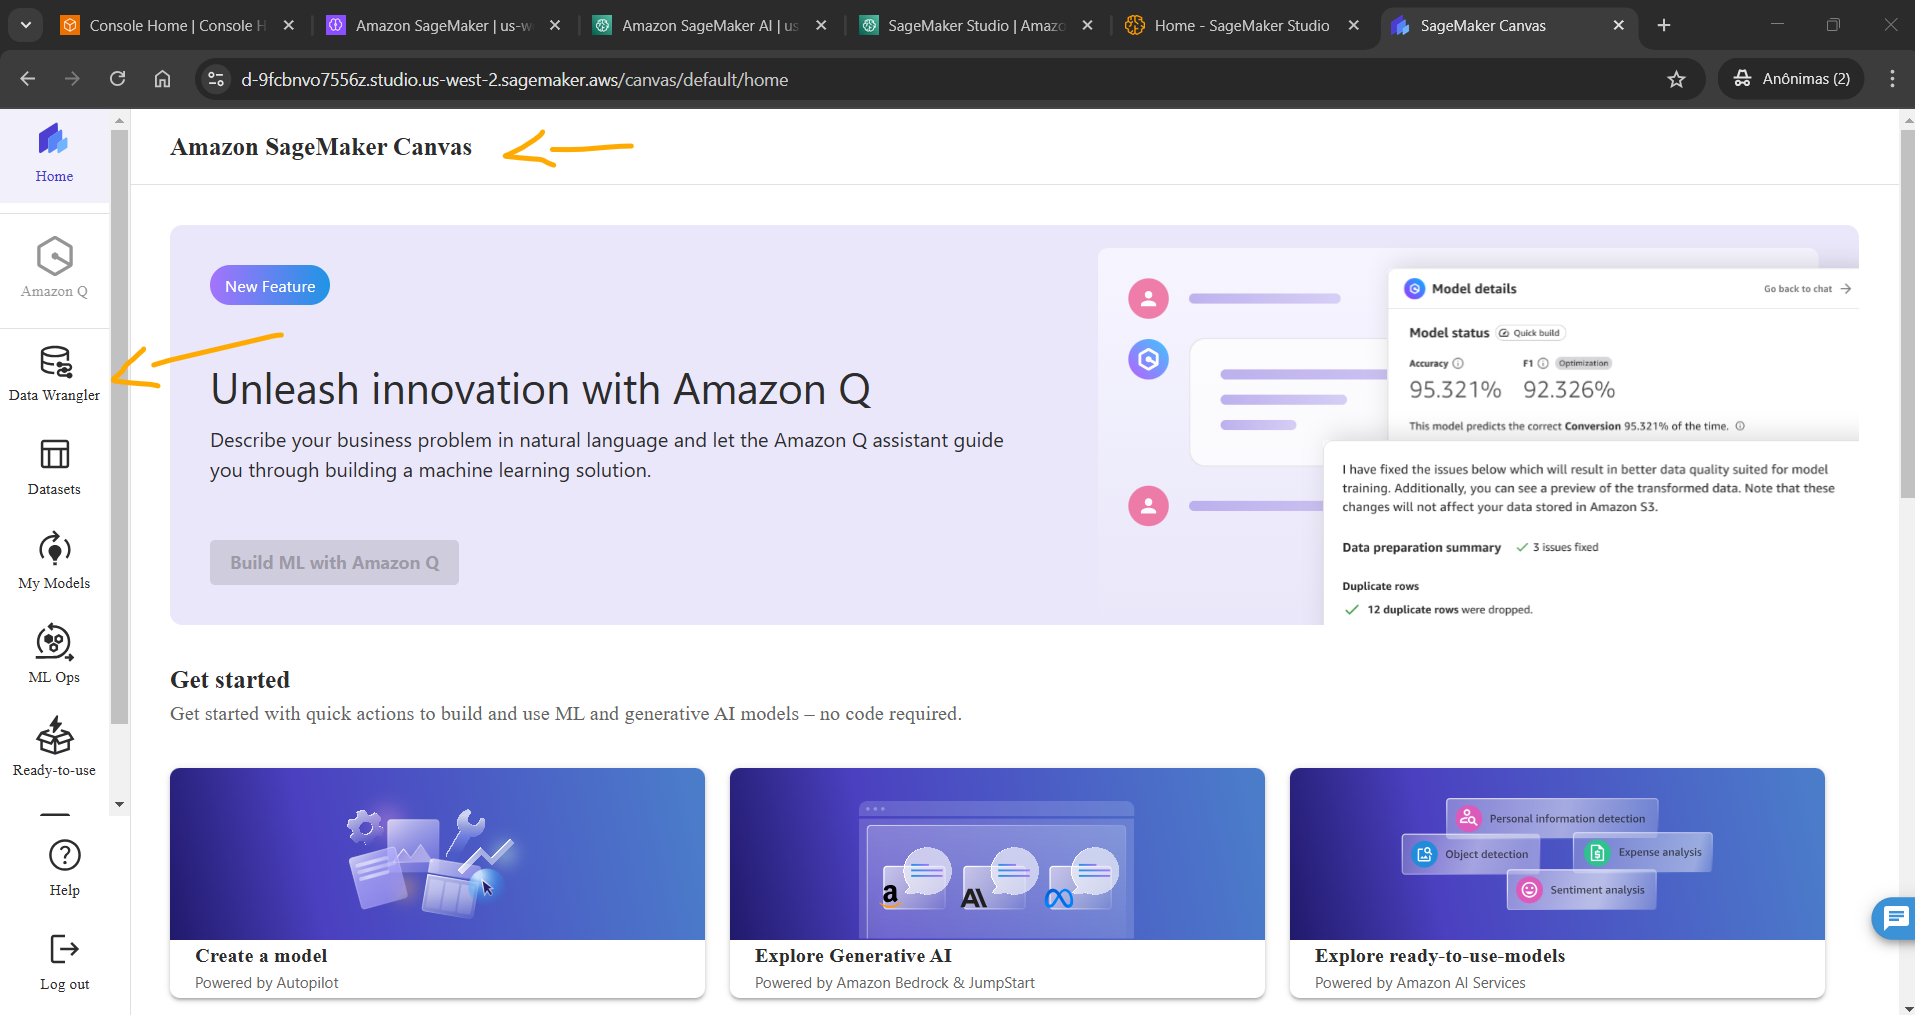 Console Home | Console H
Amazon SageMaker | us-w
Amazon SageMaker AI | us
SageMaker Studio | Amazo
Home - SageMaker Studio
SageMaker Canvas
d-9fcbnvo7556z.studio.us-west-2.sagemaker.aws/canvas/default/home
Anônimas (2)
Home
Amazon Q
Data Wrangler
Datasets
My Models
ML Ops
Ready-to-use
Help
Log out
Amazon SageMaker Canvas
New Feature
Unleash innovation with Amazon Q
Describe your business problem in natural language and let the Amazon Q assistant guide
you through building a machine learning solution.
Build ML with Amazon Q
Model details
Go back to chat
Model status
Quick build
Accuracy
F1
Optimization
95.321%
92.326%
This model predicts the correct Conversion 95.321% of the time.
I have fixed the issues below which will result in better data quality suited for model
training. Additionally, you can see a preview of the transformed data. Note that these
changes will not affect your data stored in Amazon S3.
Data preparation summary
3 issues fixed
Duplicate rows
12 duplicate rows were dropped.
Get started
Get started with quick actions to build and use ML and generative AI models – no code required.
Create a model
Powered by Autopilot
a
Explore Generative AI
Powered by Amazon Bedrock & JumpStart
Personal information detection
Object detection
Expense analysis
Sentiment analysis
Explore ready-to-use-models
Powered by Amazon AI Services